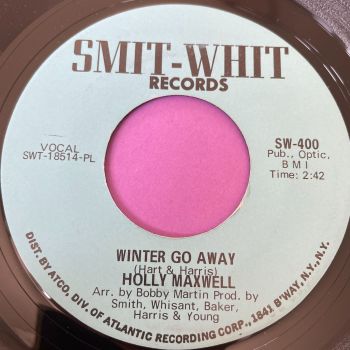 SMIT-WHIT
RECORDS
VOCAL
SWT-18514-PL
SW-400
Pub., Optic.
B M I
Time: 2:42
WINTER GO AWAY
(Hart & Harris)
HOLLY MAXWELL
Arr. by Bobby Martin Prod. by
Smith, Whisant, Baker,
Harris & Young
DIST. BY ATCO, DIV. OF ATLANTIC RECORDING CORP., 1841 B'WAY, N.Y., N.Y.